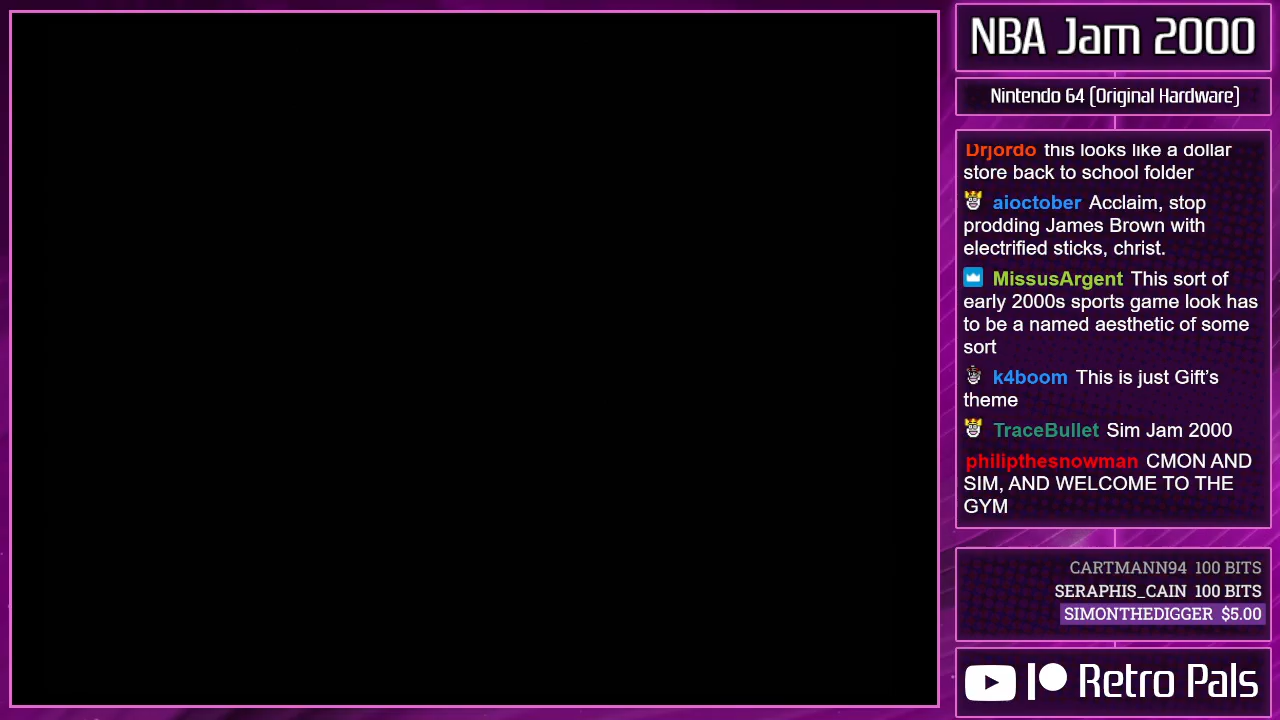 NBA Jam 2000
Nintendo 64 (Original Hardware)
Drjordo this looks like a dollar
store back to school folder
aioctober Acclaim, stop
prodding James Brown with
electrified sticks, christ.
MissusArgent This sort of
early 2000s sports game look has
to be a named aesthetic of some
sort
k4boom This is just Gift's
theme
TraceBullet Sim Jam 2000
philipthesnowman CMON AND
SIM, AND WELCOME TO THE
GYM
CARTMANN94 100 BITS
SERAPHIS_CAIN 100 BITS
SIMONTHEDIGGER $5.00
Retro Pals